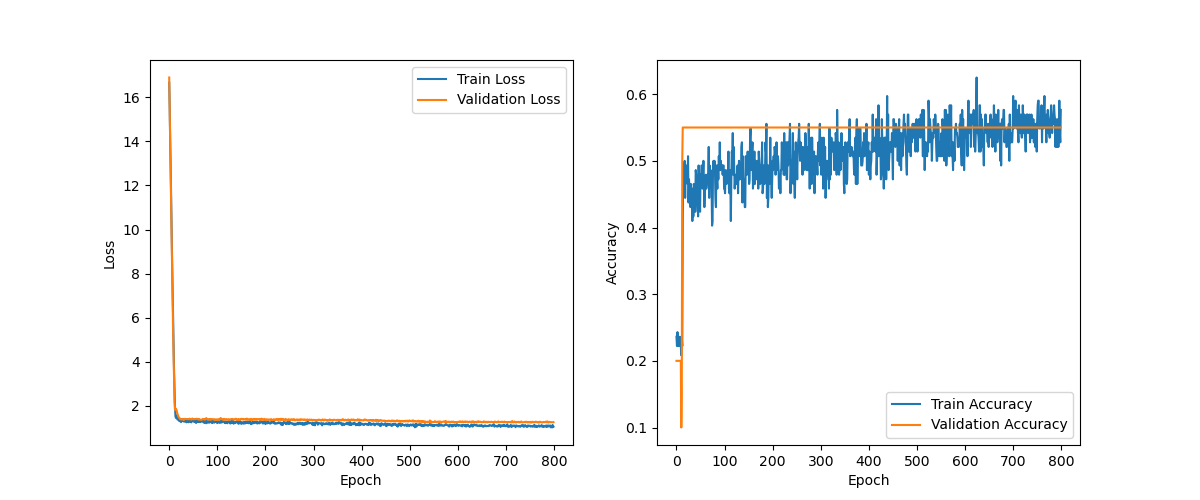 16
14
12
10
8
6
4
2
0 100 200 300 400 500 600 700 800
Loss
Epoch
Train Loss
Validation Loss
0.6
0.5
0.4
0.3
0.2
0.1
0 100 200 300 400 500 600 700 800
Accuracy
Epoch
Train Accuracy
Validation Accuracy